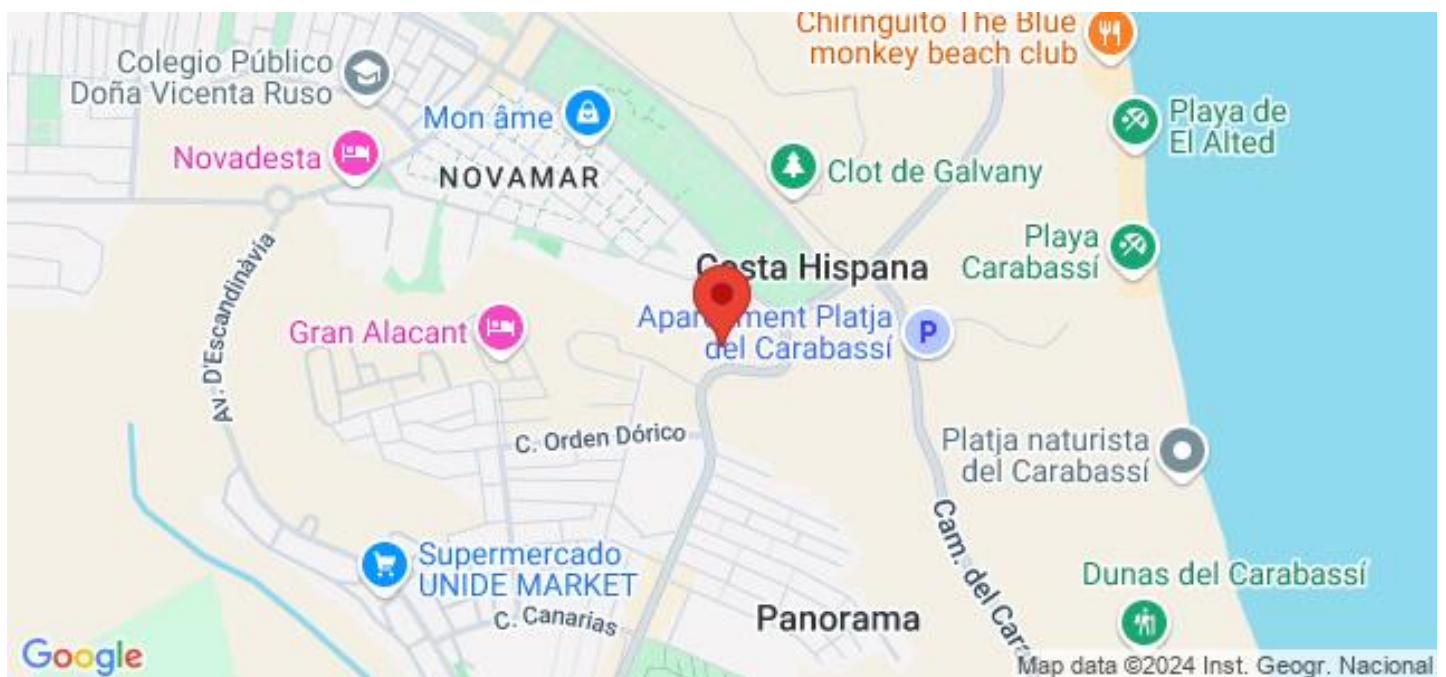 Chiringuito The Blue
monkey beach club
Colegio Público
Doña Vicenta Ruso
Mon âme
Playa de
El Alted
Novadesta
NOVAMAR
Clot de Galvany
Playa
Carabassí
Costa Hispana
Av. D'Escandinàvia
Gran Alacant
Apartment Platja
del Carabassí
P
C. Orden Dórico
Platja naturista
del Carabassí
Supermercado
UNIDE MARKET
Cam. del Cara
Dunas del Carabassí
C. Canarias
Panorama
Google
Map data ©2024 Inst. Geogr. Nacional